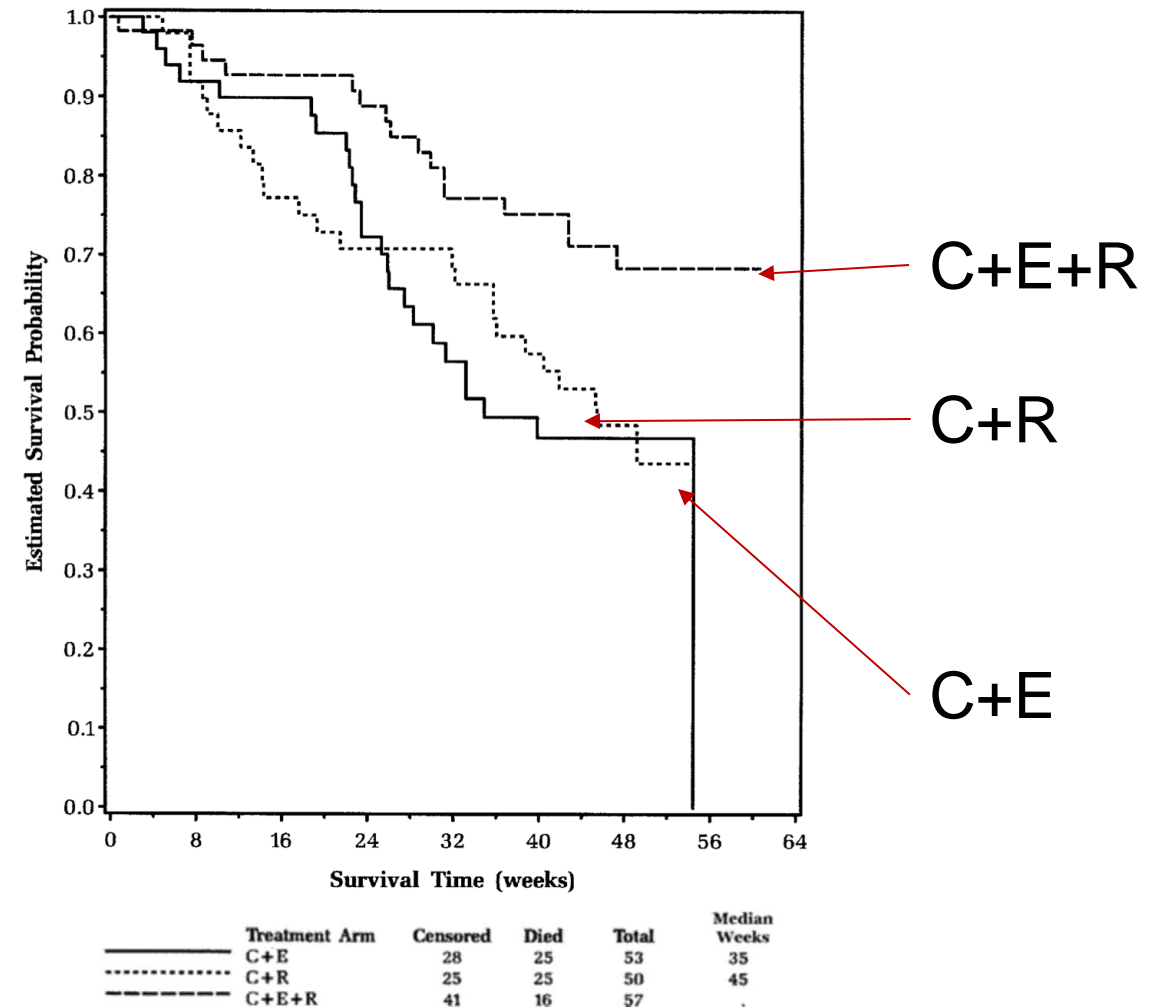 1.0
0.9
0.8
0.7
0.6
0.5
0.4
0.3
0.2
0.1
0.0
Estimated Survival Probability
0 8 16 24 32 40 48 56 64
Survival Time (weeks)
C+E+R
C+R
C+E
Median
Treatment Arm Censored Died Total Weeks
C+E 28 25 53 35
C+R 25 25 50 45
C+E+R 41 16 57 .